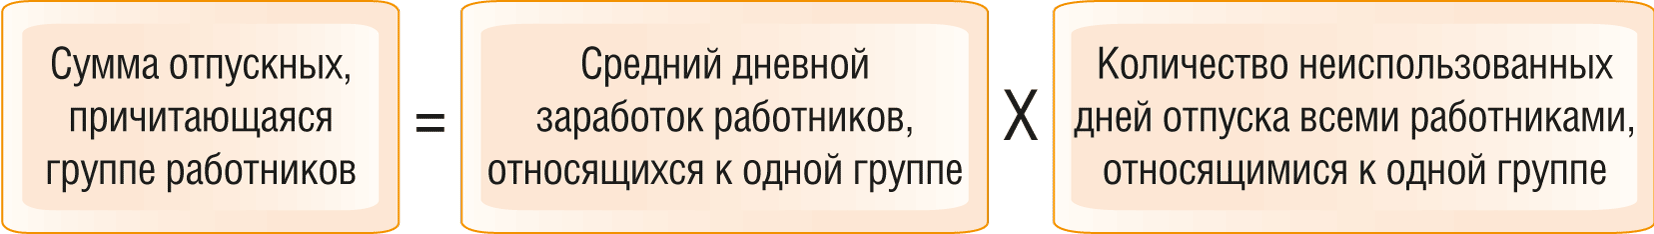 Сумма отпускных,
причитающаяся
группе работников
=
Средний дневной
заработок работников,
относящихся к одной группе
X
Количество неиспользованных
дней отпуска всеми работниками,
относящимися к одной группе